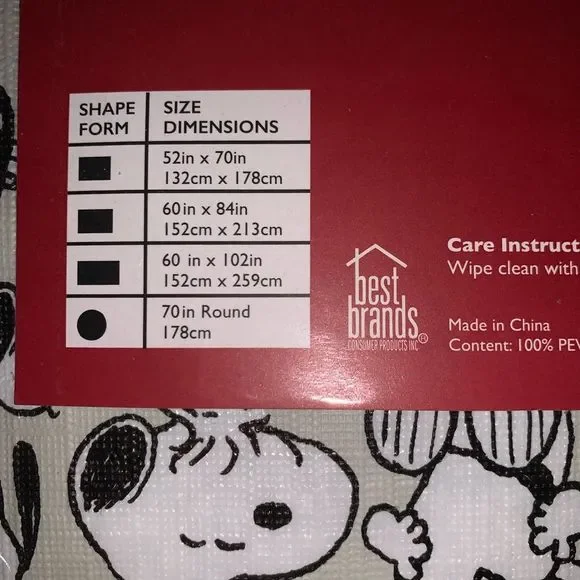 SHAPE FORM
SIZE DIMENSIONS
52in x 70in
132cm x 178cm
60in x 84in
152cm x 213cm
60 in x 102in
152cm x 259cm
70in Round
178cm
best
brands
CONSUMER PRODUCTS INC
®
Care Instruct
Wipe clean with
Made in China
Content: 100% PEV